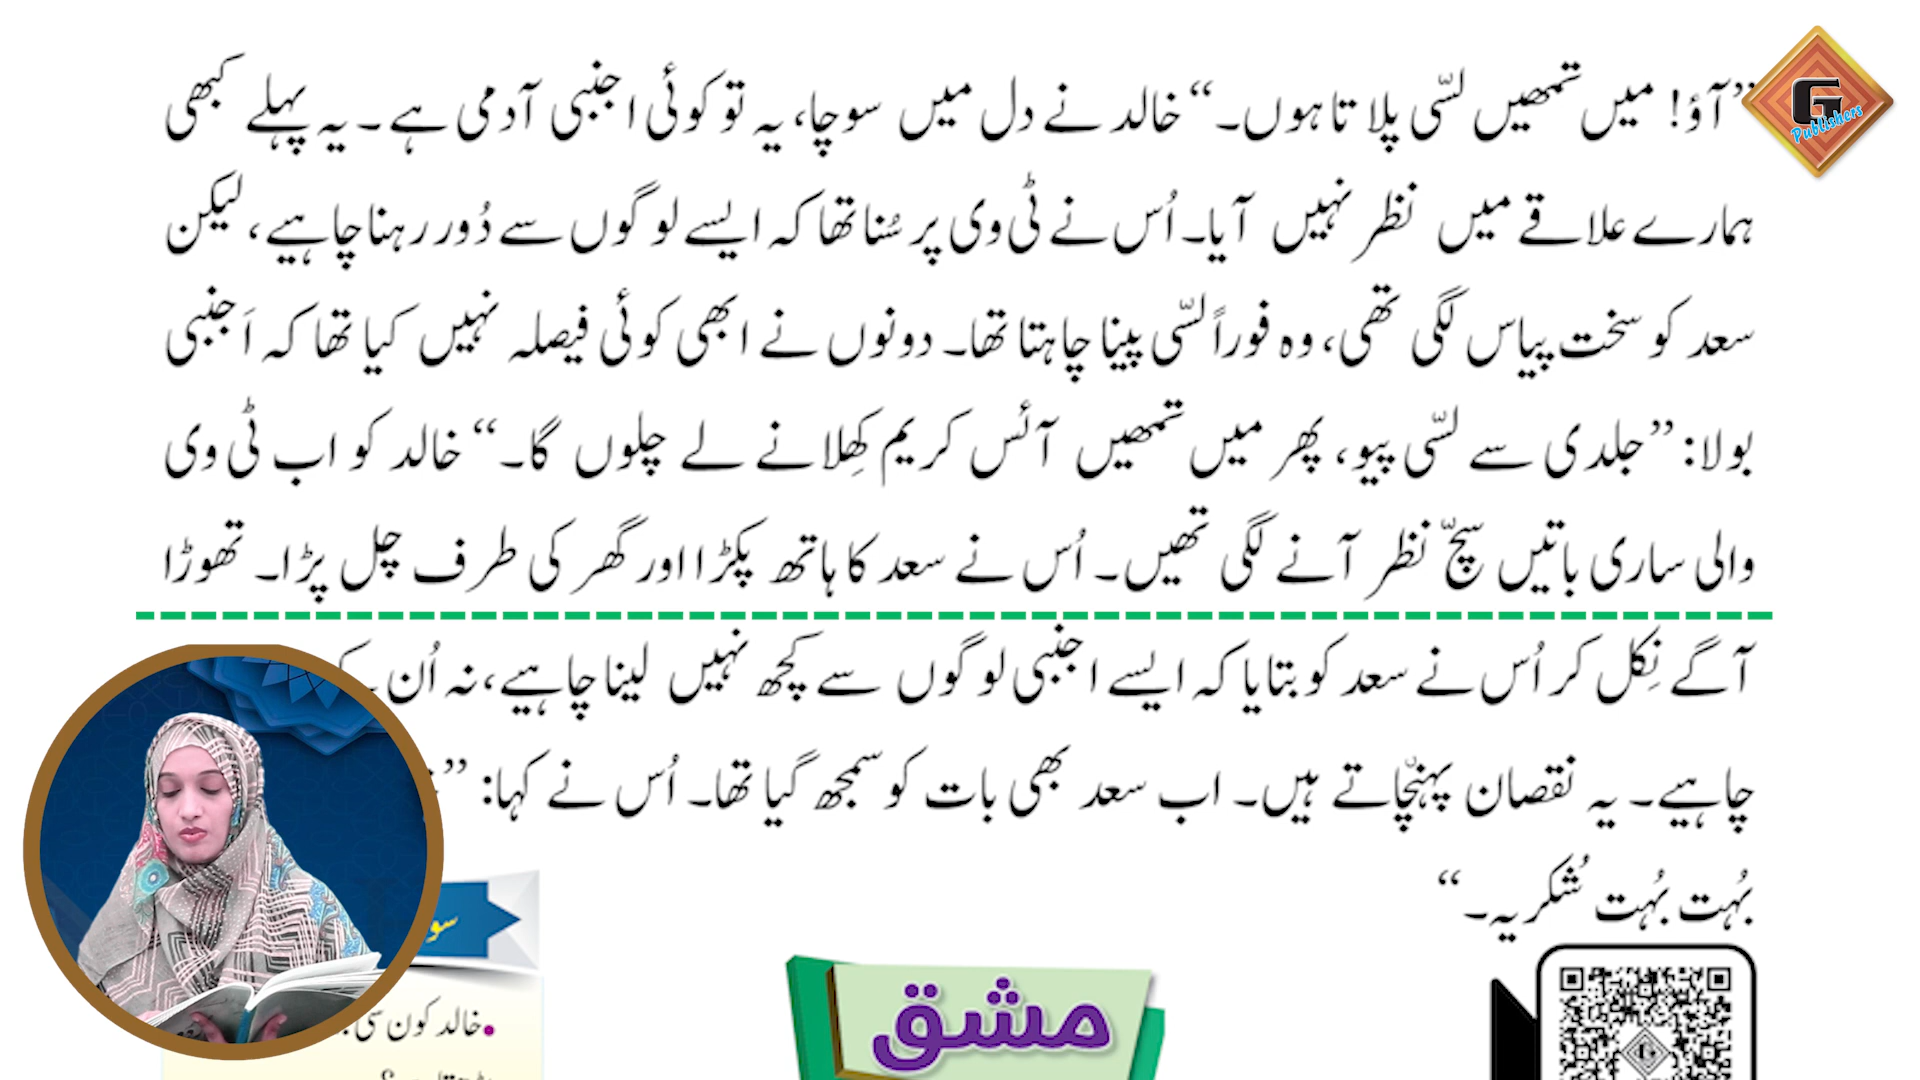 ”آؤ! میں تمھیں لسّی پلاتا ہوں۔“ خالد نے دل میں سوچا، یہ تو کوئی اجنبی آدمی ہے۔ یہ پہلے کبھی
ہمارے علاقے میں نظر نہیں آیا۔ اُس نے ٹی وی پر سُنا تھا کہ ایسے لوگوں سے دُور رہنا چاہیے، لیکن
سعد کو سخت پیاس لگی تھی، وہ فوراً لسّی پینا چاہتا تھا۔ دونوں نے ابھی کوئی فیصلہ نہیں کیا تھا کہ اَجنبی
بولا: ”جلدی سے لسّی پیو، پھر میں تمھیں آئس کریم کھِلانے لے چلوں گا۔“ خالد کو اب ٹی وی
والی ساری باتیں سچّ نظر آنے لگی تھیں۔ اُس نے سعد کا ہاتھ پکڑا اور گھر کی طرف چل پڑا۔ تھوڑا
آگے نِکل کر اُس نے سعد کو بتایا کہ ایسے اجنبی لوگوں سے کچھ نہیں لینا چاہیے، نہ اُن
چاہیے۔ یہ نقصان پہنچاتے ہیں۔ اب سعد بھی بات کو سمجھ گیا تھا۔ اُس نے کہا: ”
بہُت بہُت شُکریہ۔“
مشق
•خالد کون سی
G
Publishers